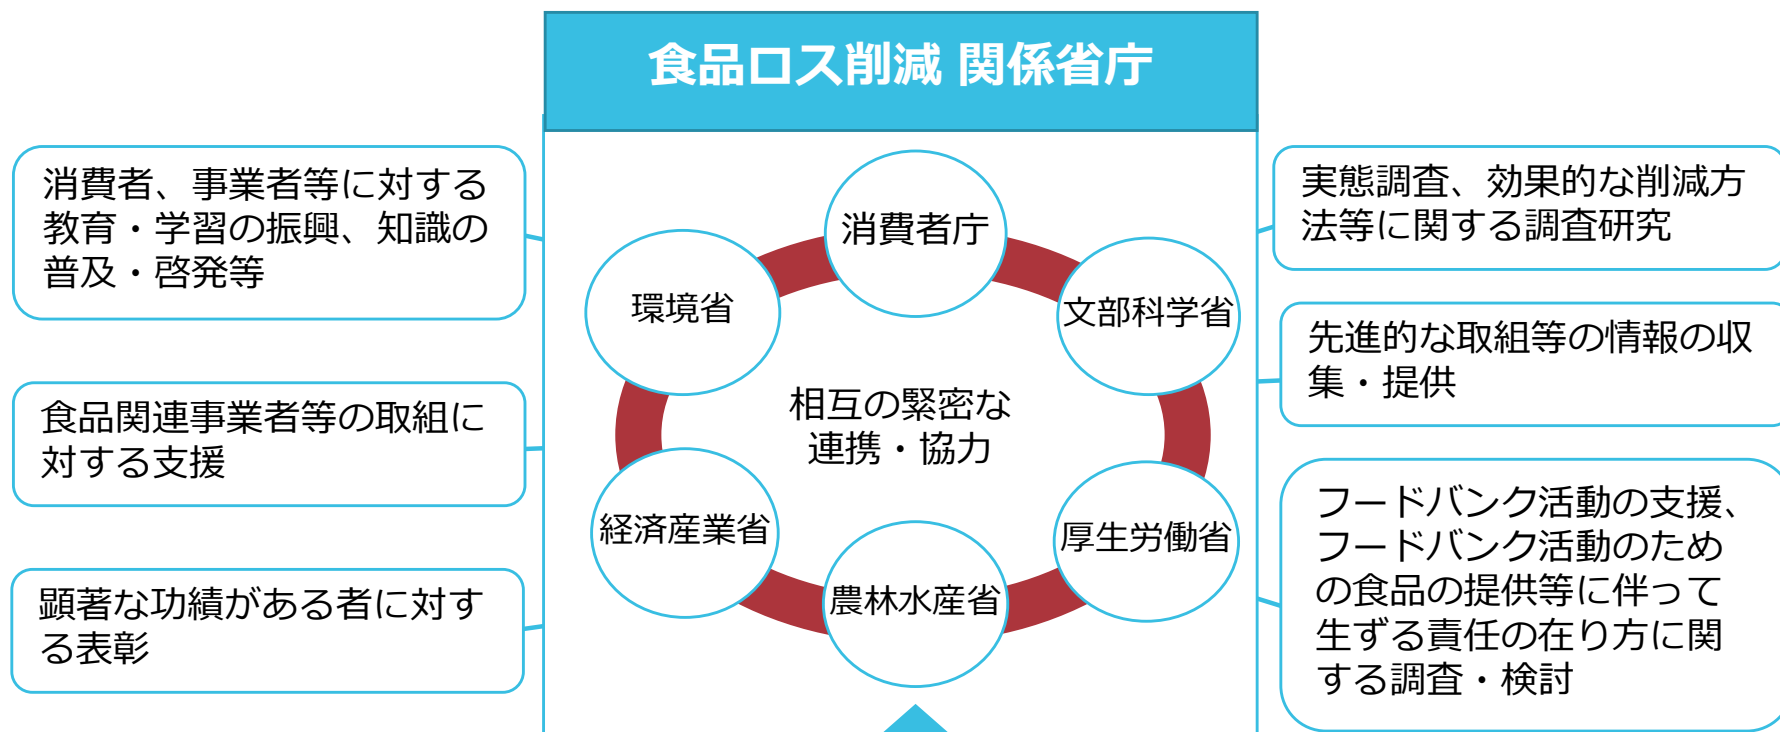 食品ロス削減 関係省庁
消費者、事業者等に対する
教育・学習の振興、知識の
普及・啓発等
食品関連事業者等の取組に
対する支援
顕著な功績がある者に対す
る表彰
消費者庁
環境省
文部科学省
相互の緊密な
連携・協力
経済産業省
厚生労働省
農林水産省
実態調査、効果的な削減方
法等に関する調査研究
先進的な取組等の情報の収
集・提供
フードバンク活動の支援、
フードバンク活動のため
の食品の提供等に伴って
生ずる責任の在り方に関
する調査・検討